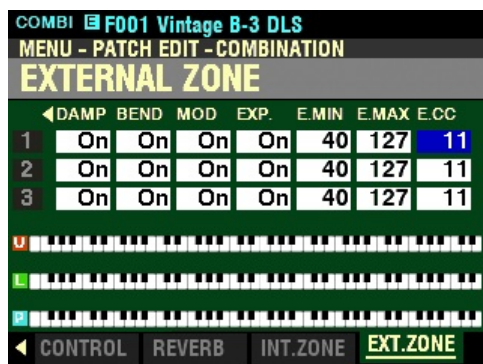 COMBI E F001 Vintage B-3 DLS
MENU - PATCH EDIT - COMBINATION
EXTERNAL ZONE
DAMP BEND MOD EXP. E.MIN E.MAX E.CC
1 On On On On 40 127 11
2 On On On On 40 127 11
3 On On On On 40 127 11
U
L
P
CONTROL REVERB INT.ZONE EXT.ZONE